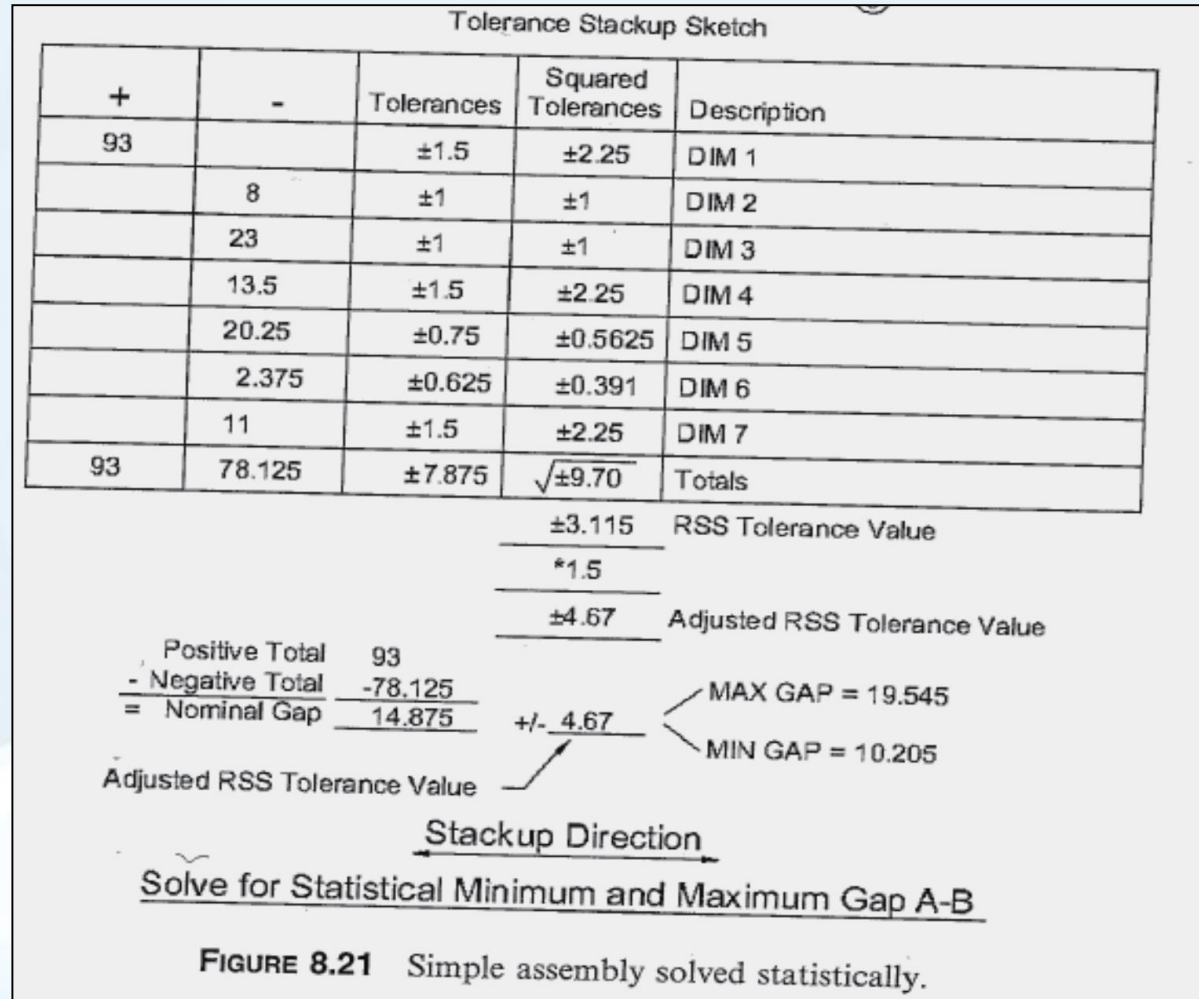 Tolerance Stackup Sketch
+ - Tolerances Squared Tolerances Description
93 ±1.5 ±2.25 DIM 1
8 ±1 ±1 DIM 2
23 ±1 ±1 DIM 3
13.5 ±1.5 ±2.25 DIM 4
20.25 ±0.75 ±0.5625 DIM 5
2.375 ±0.625 ±0.391 DIM 6
11 ±1.5 ±2.25 DIM 7
93 78.125 ±7.875 √±9.70 Totals
±3.115 RSS Tolerance Value
*1.5
±4.67 Adjusted RSS Tolerance Value
Positive Total 93
- Negative Total -78.125
= Nominal Gap 14.875 +/- 4.67
MAX GAP = 19.545
MIN GAP = 10.205
Adjusted RSS Tolerance Value
Stackup Direction
Solve for Statistical Minimum and Maximum Gap A-B
FIGURE 8.21 Simple assembly solved statistically.